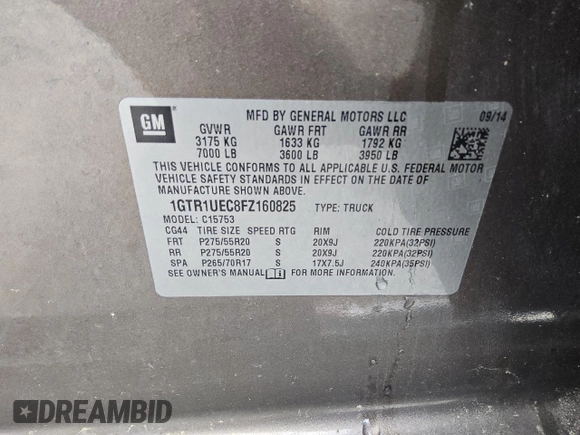 GM
MFD BY GENERAL MOTORS LLC 09/14
GVWR GAWR FRT GAWR RR
3175 KG 1633 KG 1792 KG
7000 LB 3600 LB 3950 LB
THIS VEHICLE CONFORMS TO ALL APPLICABLE U.S. FEDERAL MOTOR
VEHICLE SAFETY STANDARDS IN EFFECT ON THE DATE OF MANUFACTURE
SHOWN ABOVE.
1GTR1UEC8FZ160825 TYPE: TRUCK
MODEL: C15753
CG44 TIRE SIZE SPEED RTG RIM COLD TIRE PRESSURE
FRT P275/55R20 S 20X9J 220KPA(32PSI)
RR P275/55R20 S 20X9J 220KPA(32PSI)
SPA P265/70R17 S 17X7.5J 240KPA(35PSI)
SEE OWNER'S MANUAL FOR MORE INFORMATION
DREAMBID